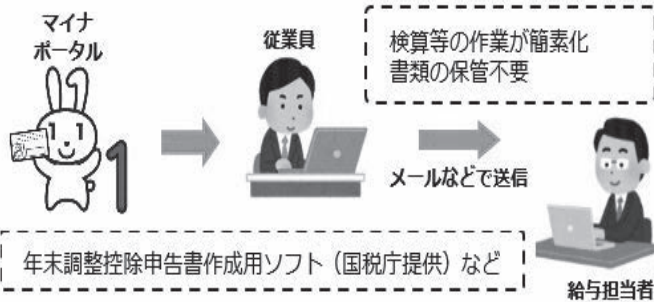 マイナ
ポータル
従業員
検算等の作業が簡素化
書類の保管不要
メールなどで送信
年末調整控除申告書作成用ソフト（国税庁提供）など
給与担当者